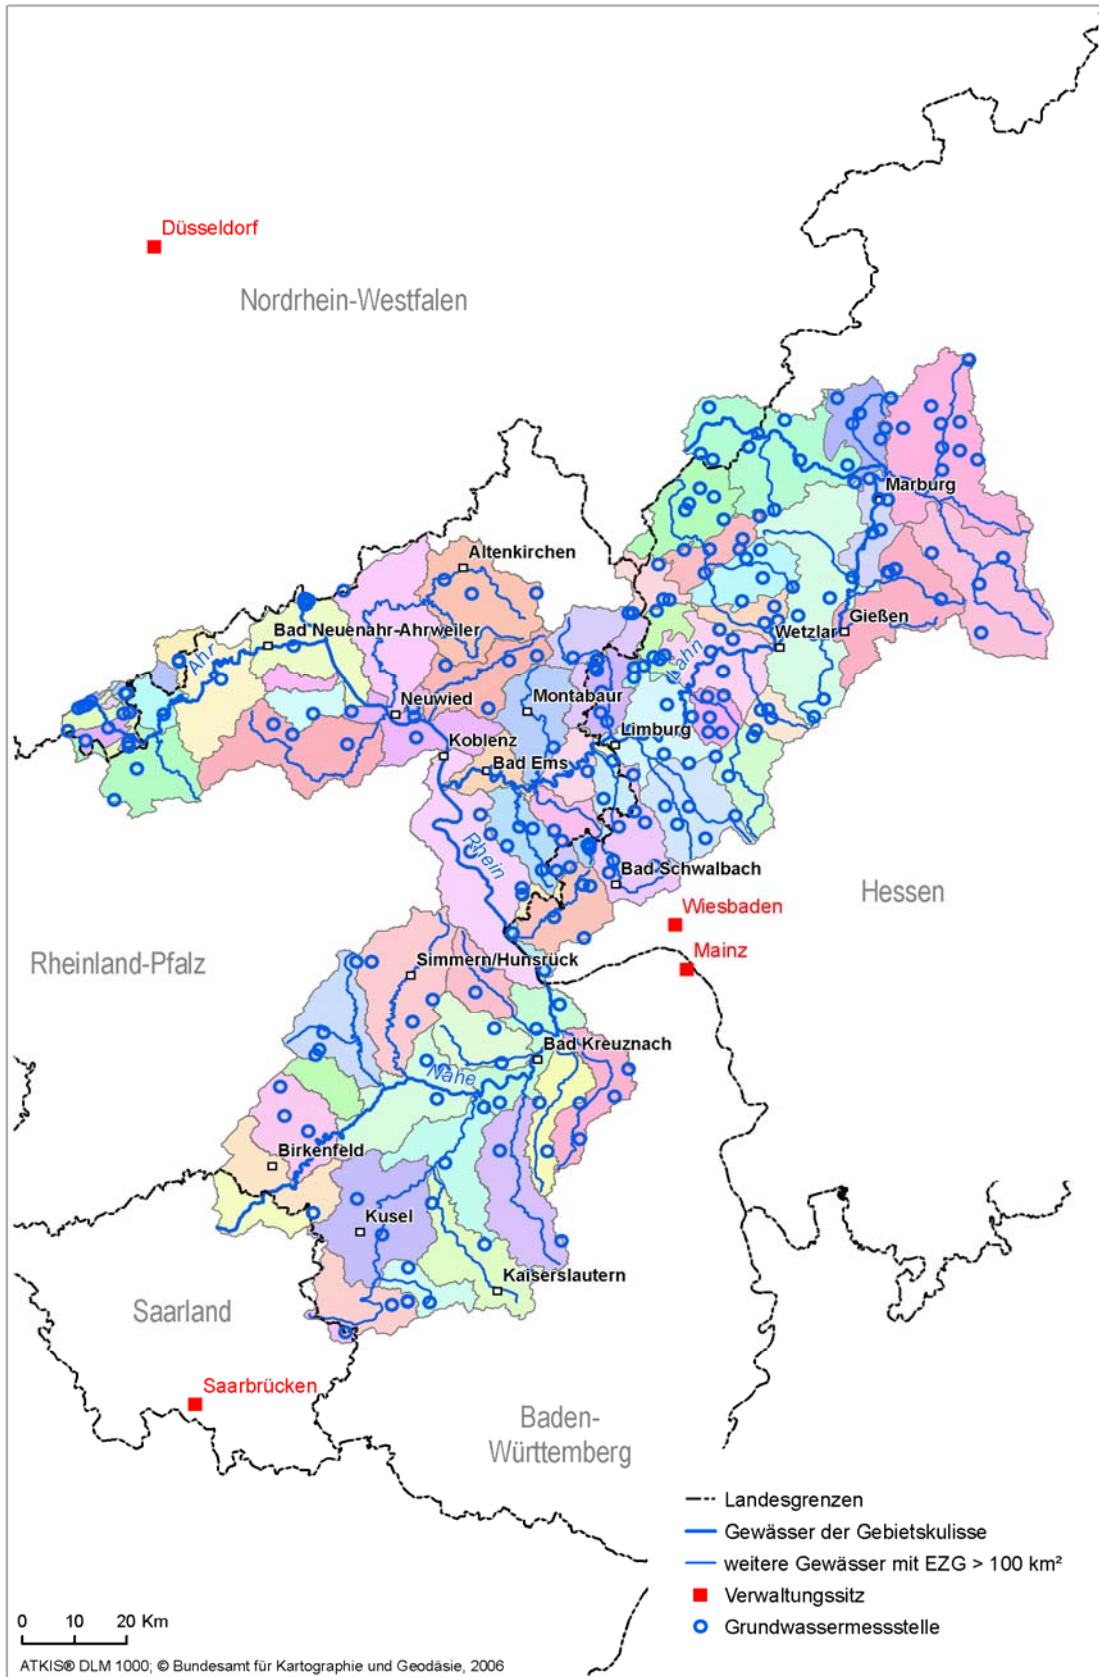 Düsseldorf
Nordrhein-Westfalen
Marburg
Altenkirchen
Bad Neuenahr-Ahrweiler
Ahr
Gießen
Wetzlar
Lahn
Neuwied
Montabaur
Koblenz
Limburg
Bad Ems
Rhein
Bad Schwalbach
Hessen
Wiesbaden
Mainz
Rheinland-Pfalz
Simmern/Hunsrück
Bad Kreuznach
Nahe
Birkenfeld
Kusel
Kaiserslautern
Saarland
Saarbrücken
Baden-
Württemberg
Landesgrenzen
Gewässer der Gebietskulisse
weitere Gewässer mit EZG > 100 km²
Verwaltungssitz
Grundwassermessstelle
0 10 20 Km
ATKIS® DLM 1000; © Bundesamt für Kartographie und Geodäsie, 2006